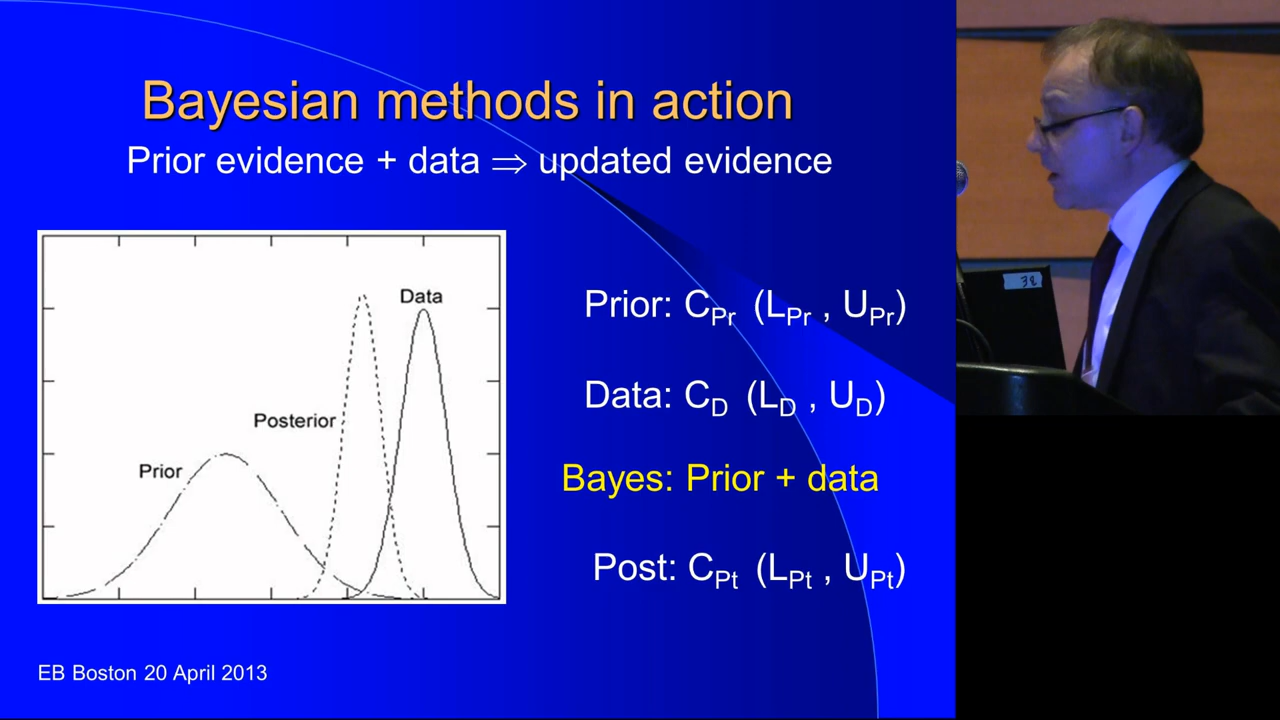 Bayesian methods in action
Prior evidence + data ⇒ updated evidence
Data
Posterior
Prior
Prior: C_Pr (L_Pr , U_Pr)
Data: C_D (L_D , U_D)
Bayes: Prior + data
Post: C_Pt (L_Pt , U_Pt)
EB Boston 20 April 2013
38